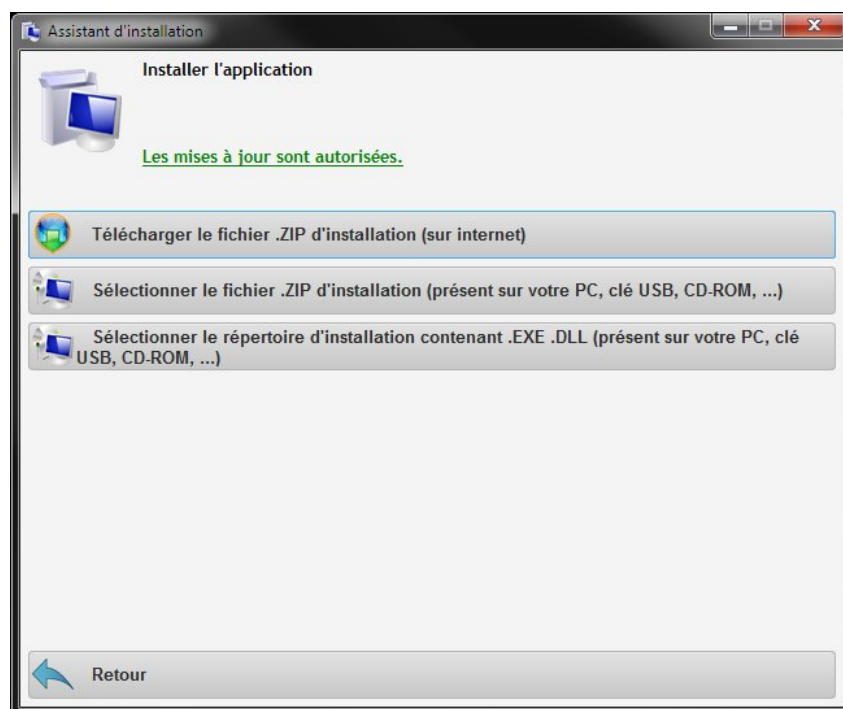 Assistant d'installation
Installer l'application
Les mises à jour sont autorisées.
Télécharger le fichier .ZIP d'installation (sur internet)
Sélectionner le fichier .ZIP d'installation (présent sur votre PC, clé USB, CD-ROM, ...)
Sélectionner le répertoire d'installation contenant .EXE .DLL (présent sur votre PC, clé
USB, CD-ROM, ...)
Retour